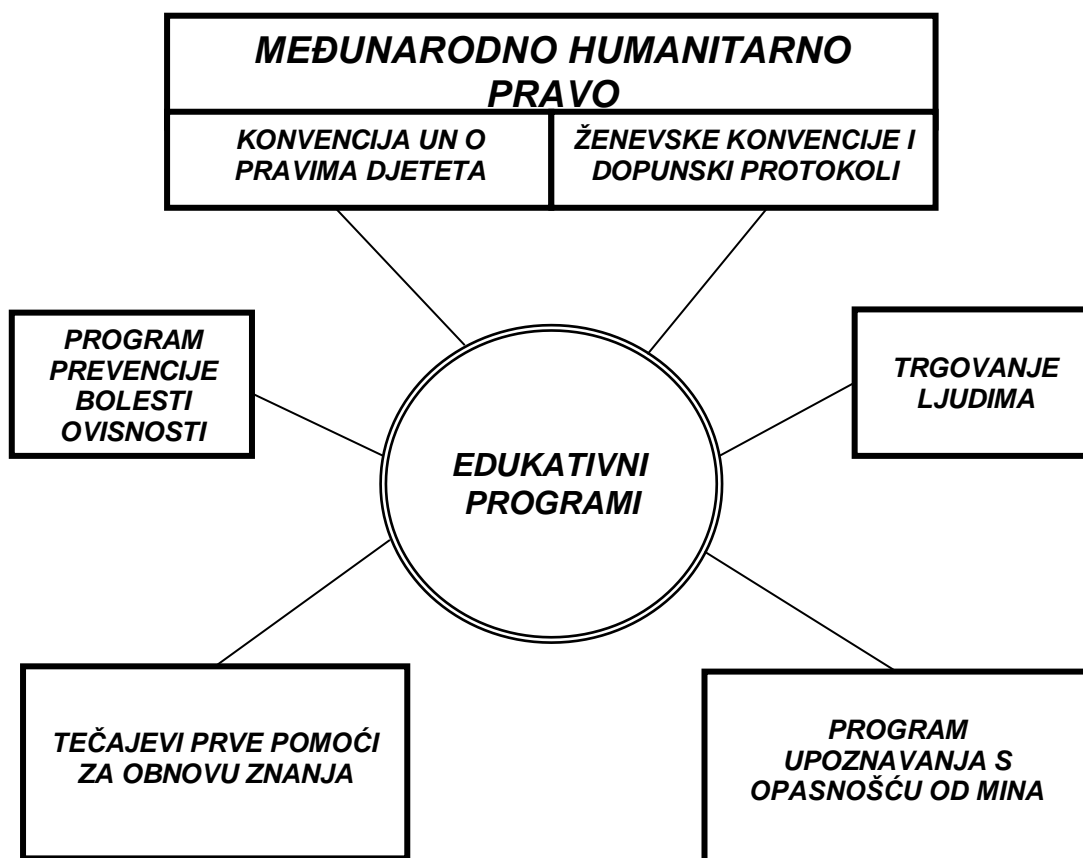 MEĐUNARODNO HUMANITARNO
PRAVO
KONVENCIJA UN O
PRAVIMA DJETETA
ŽENEVSKE KONVENCIJE I
DOPUNSKI PROTOKOLI
PROGRAM
PREVENCIJE
BOLESTI
OVISNOSTI
TRGOVANJE
LJUDIMA
EDUKATIVNI
PROGRAMI
TEČAJEVI PRVE POMOĆI
ZA OBNOVU ZNANJA
PROGRAM
UPOZNAVANJA S
OPASNOŠĆU OD MINA